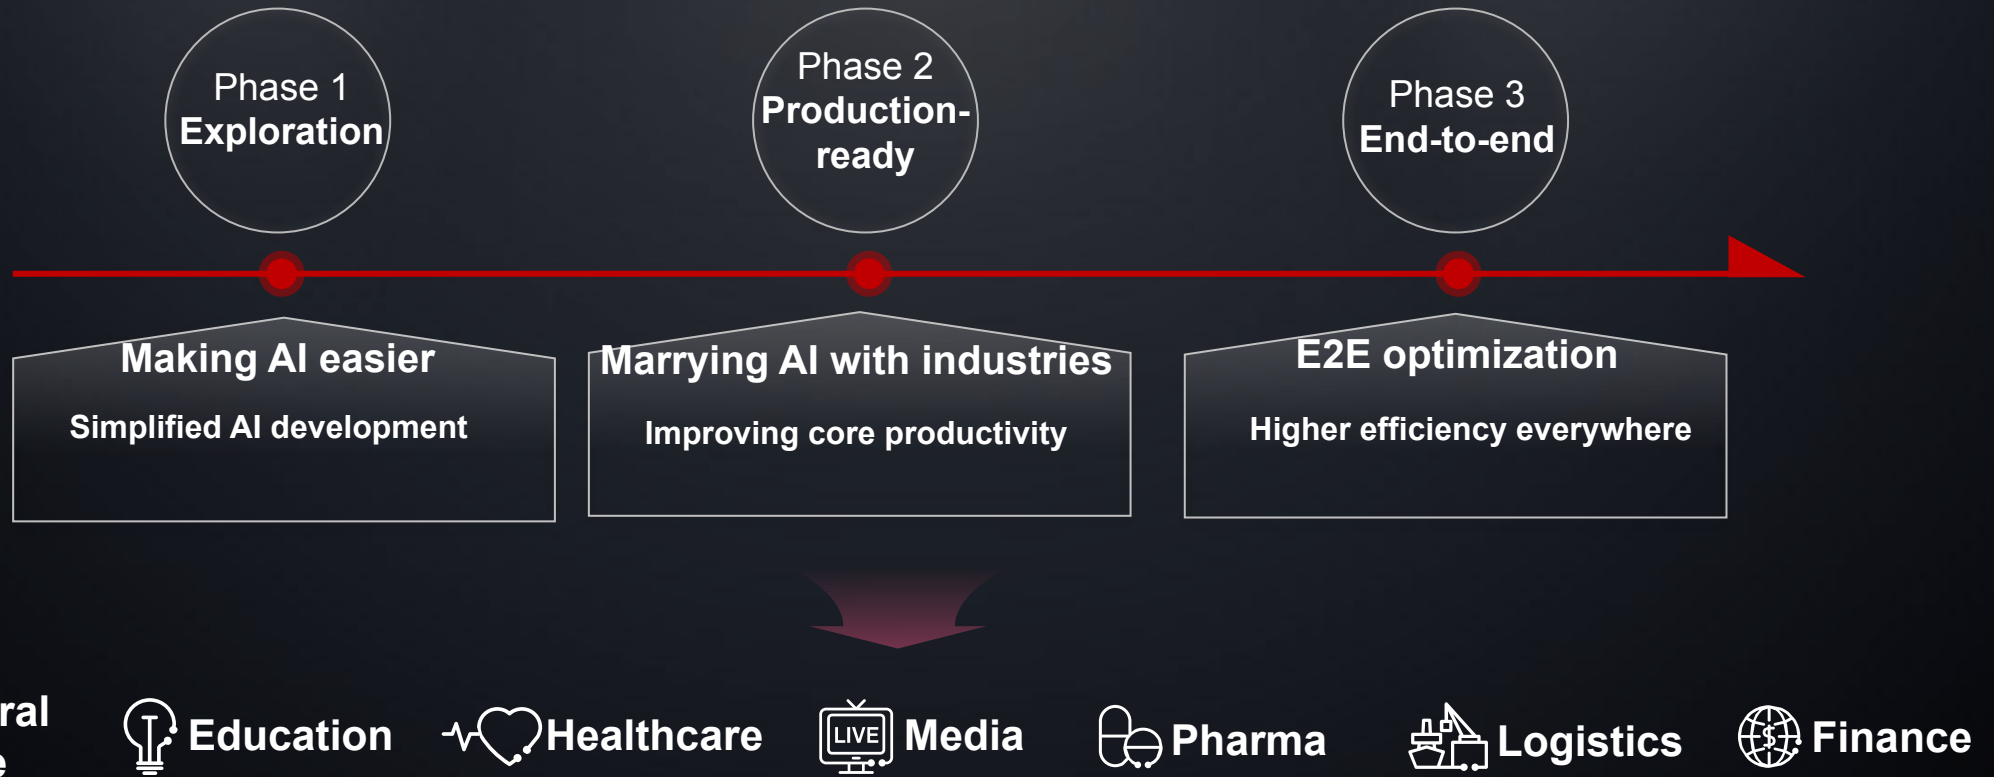 Phase 1
Exploration
Phase 2
Production-
ready
Phase 3
End-to-end
Making AI easier
Simplified AI development
Marrying AI with industries
Improving core productivity
E2E optimization
Higher efficiency everywhere
Education
Healthcare
LIVE
Media
Pharma
Logistics
$
Finance